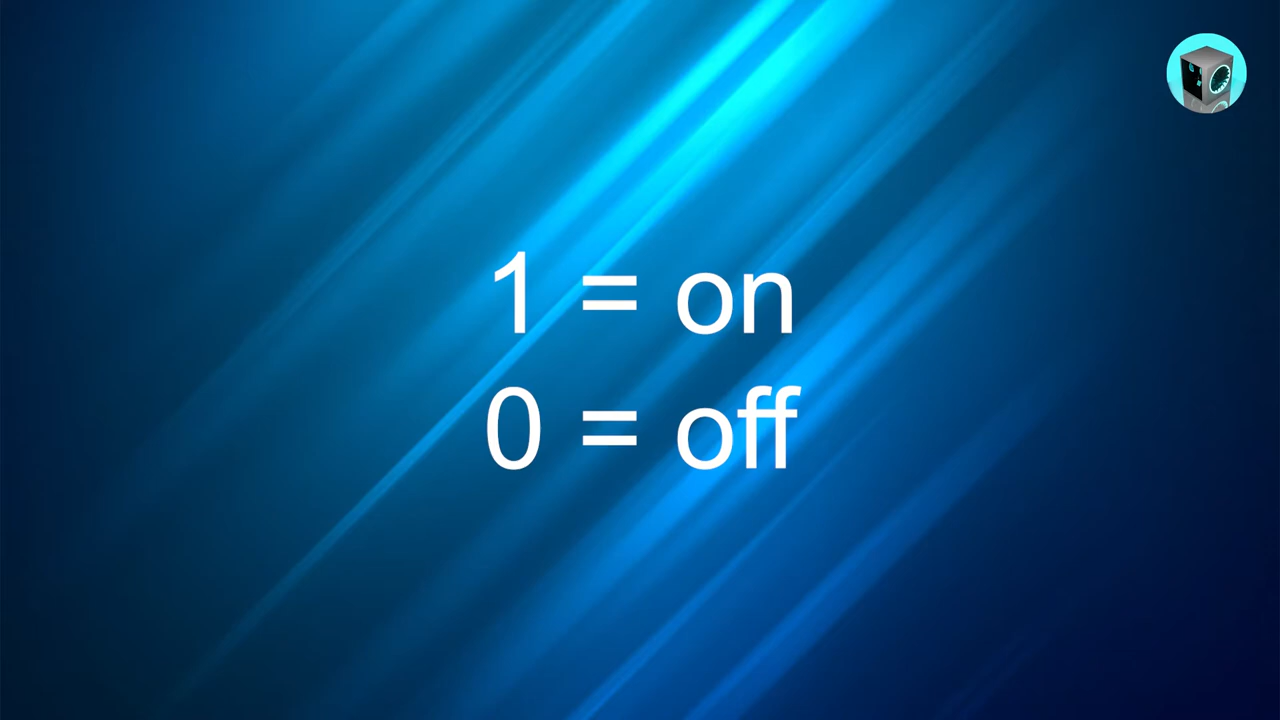 1 = on
0 = off